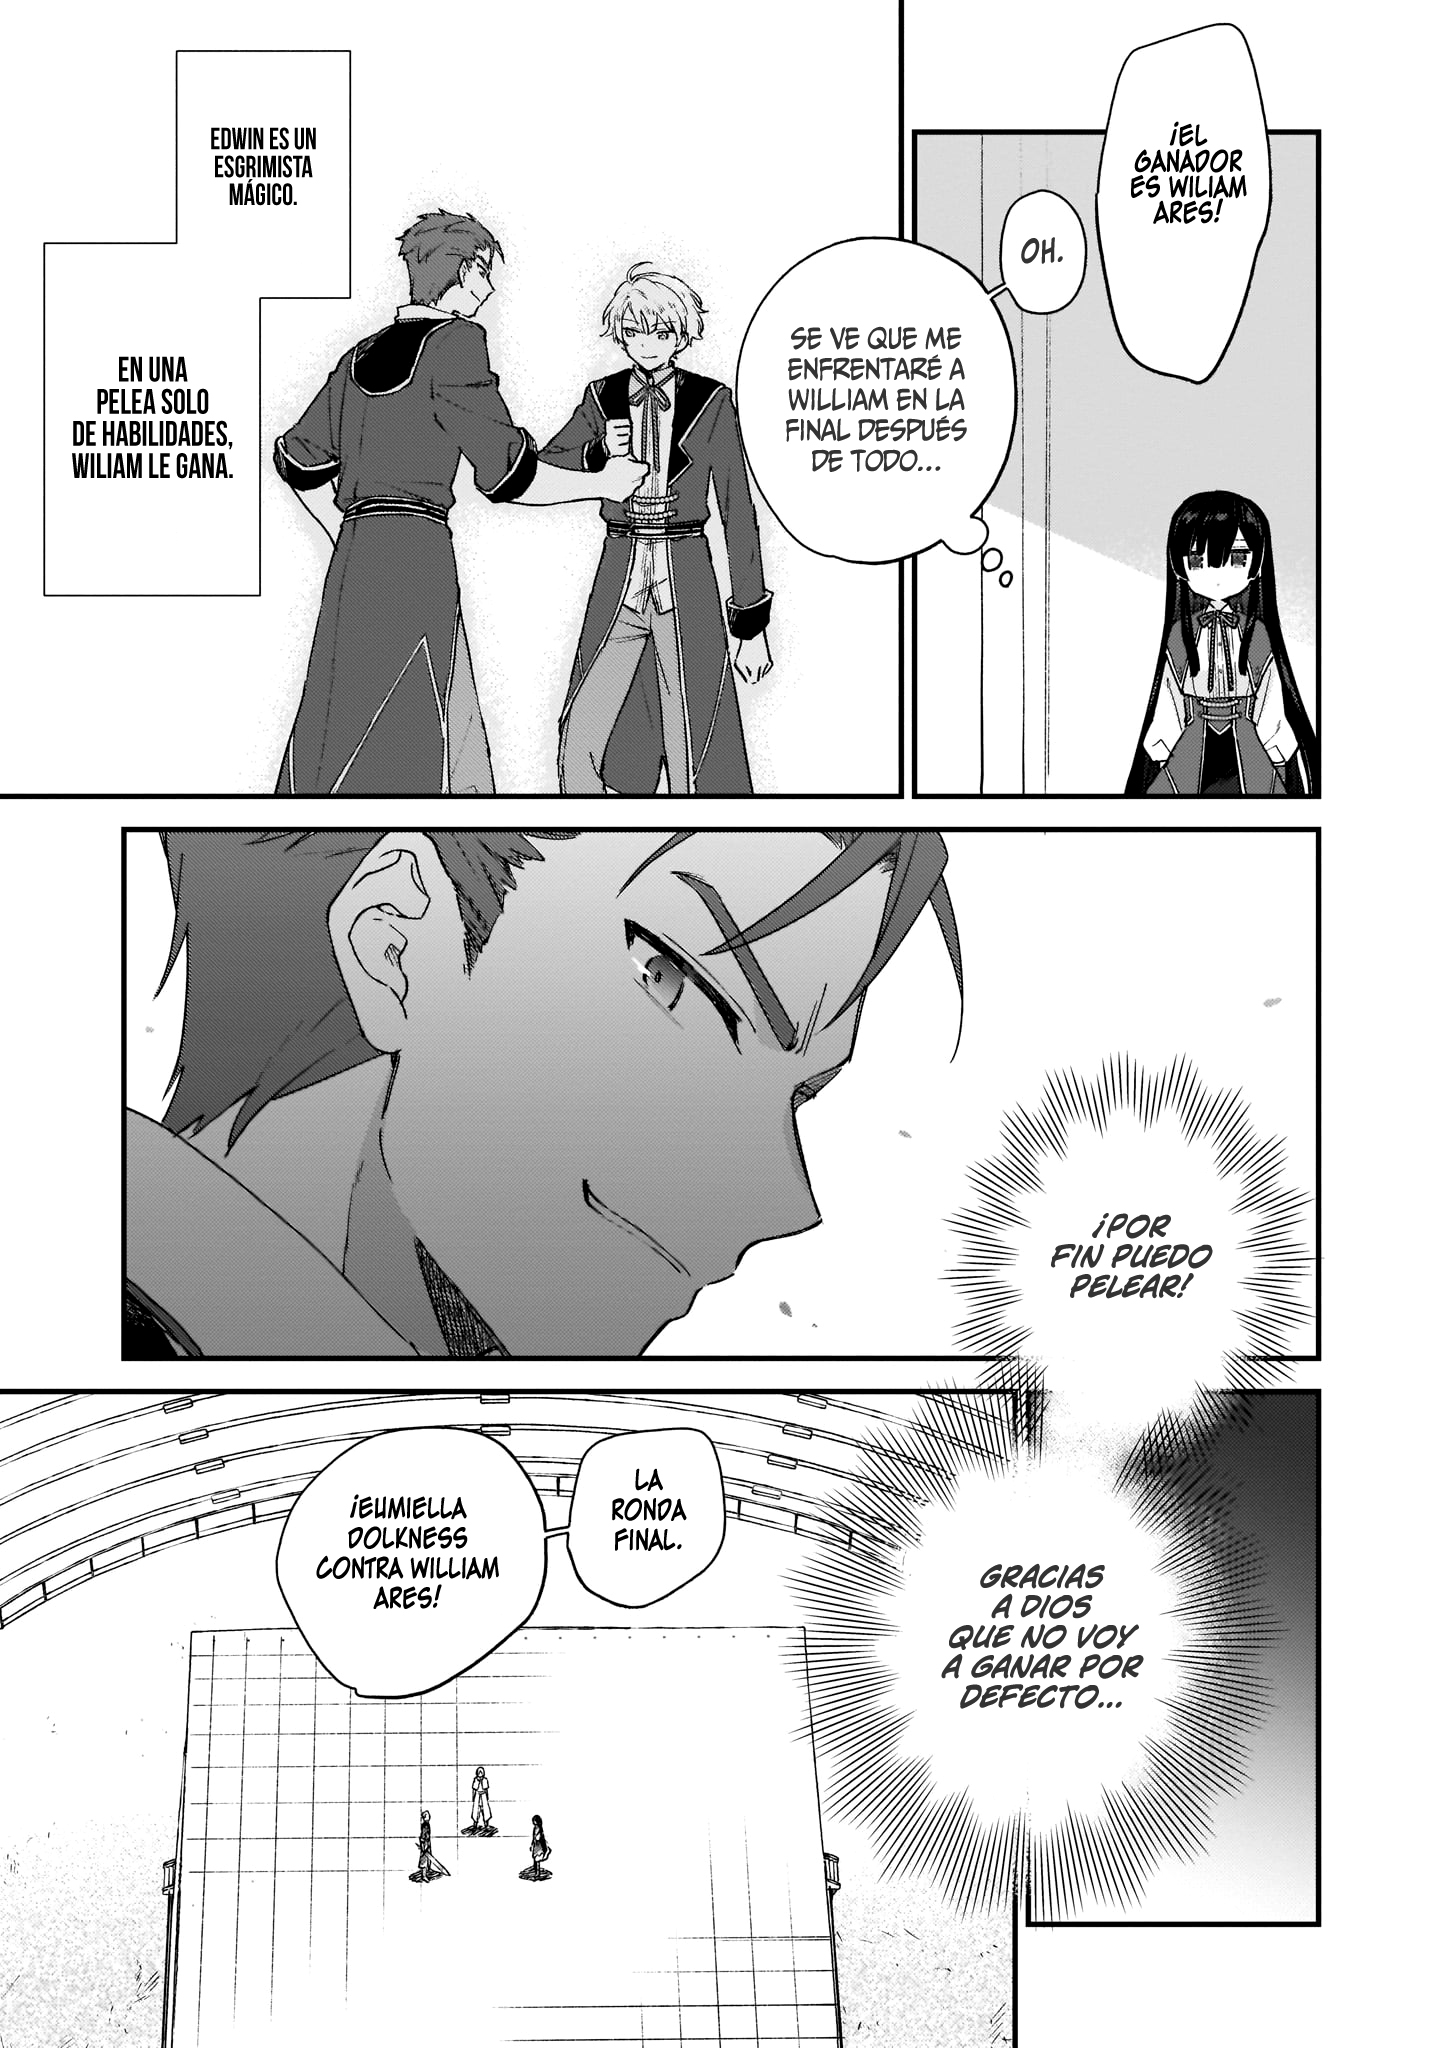 ¡EL
GANADOR
ES WILIAM
ARES!
OH.
SE VE QUE ME
ENFRENTARÉ A
WILLIAM EN LA
FINAL DESPUÉS
DE TODO...
EDWIN ES UN
ESGRIMISTA
MÁGICO.
EN UNA
PELEA SOLO
DE HABILIDADES,
WILIAM LE GANA.
¡POR
FIN PUEDO
PELEAR!
GRACIAS
A DIOS
QUE NO VOY
A GANAR POR
DEFECTO...
LA
RONDA
FINAL.
¡EUMIELLA
DOLKNESS
CONTRA WILLIAM
ARES!